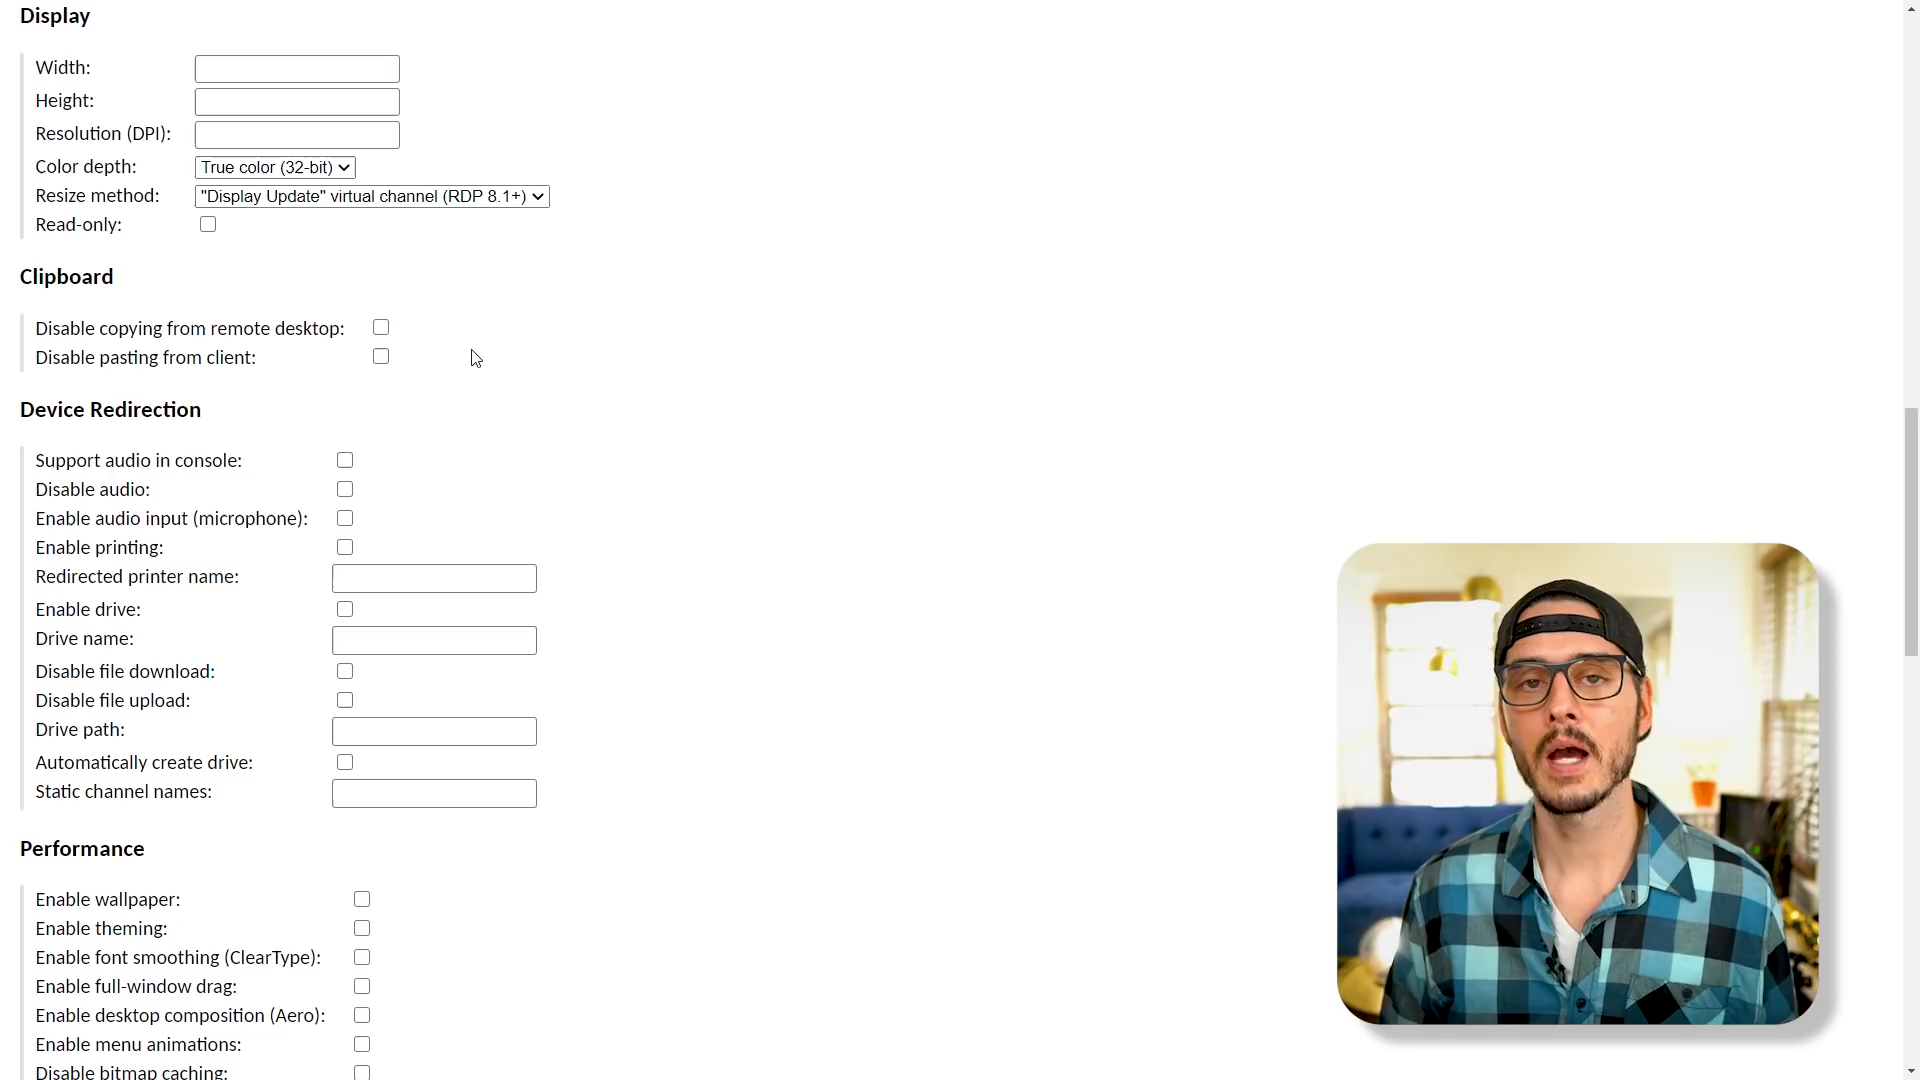 Display
Width:
Height:
Resolution (DPI):
Color depth: True color (32-bit)
Resize method: "Display Update" virtual channel (RDP 8.1+)
Read-only:
Clipboard
Disable copying from remote desktop:
Disable pasting from client:
Device Redirection
Support audio in console:
Disable audio:
Enable audio input (microphone):
Enable printing:
Redirected printer name:
Enable drive:
Drive name:
Disable file download:
Disable file upload:
Drive path:
Automatically create drive:
Static channel names:
Performance
Enable wallpaper:
Enable theming:
Enable font smoothing (ClearType):
Enable full-window drag:
Enable desktop composition (Aero):
Enable menu animations:
Disable bitmap caching: